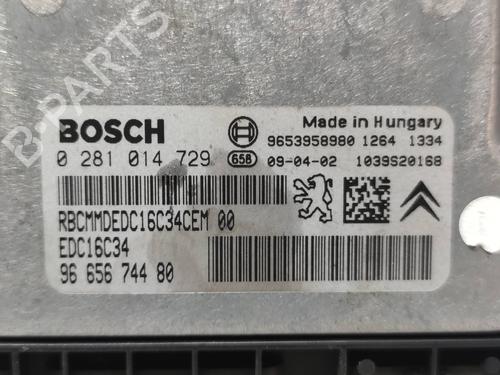 B-PARTS
BOSCH
Made in Hungary
9653958980 1264 1334
0 281 014 729
658
09-04-02 1039S20168
RBCMMDEDC16C34CEM 00
EDC16C34
96 656 744 80